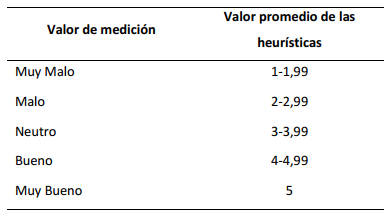 Valor de medición Valor promedio de las heurísticas
Muy Malo 1-1,99
Malo 2-2,99
Neutro 3-3,99
Bueno 4-4,99
Muy Bueno 5